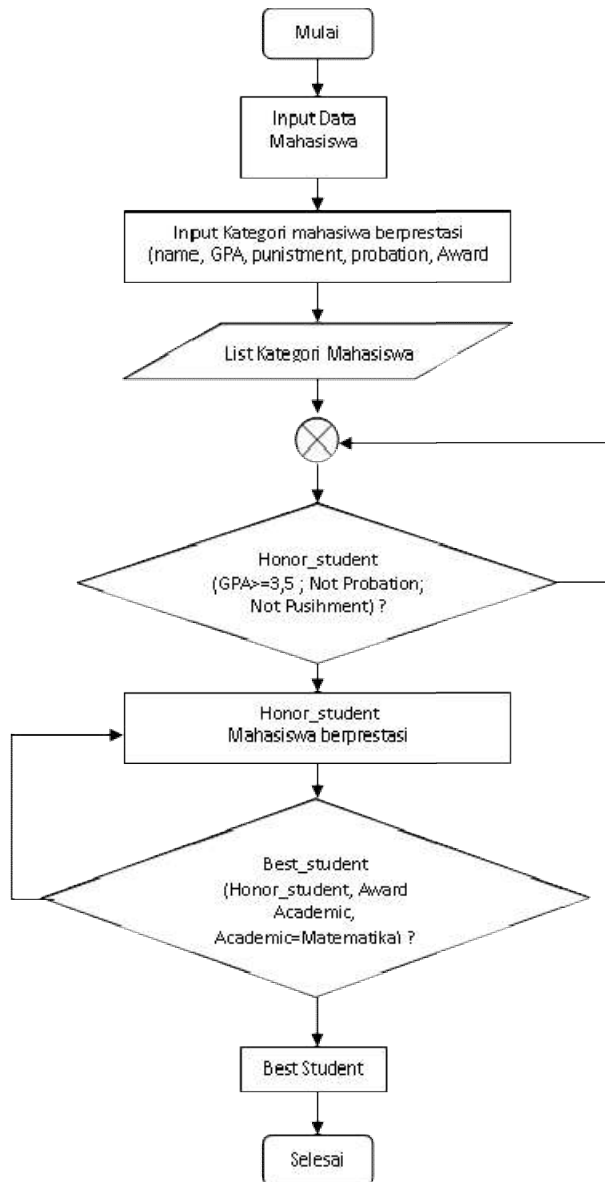 Mulai
Input Data
Mahasiswa
Input Kategori mahasiwa berprestasi
(name, GPA, punistment, probation, Award
List Kategori Mahasiswa
Honor_student
(GPA>=3,5 ; Not Probation;
Not Pusihment) ?
Honor_student
Mahasiswa berprestasi
Best_student
(Honor_student, Award
Academic,
Academic=Matematika) ?
Best Student
Selesai